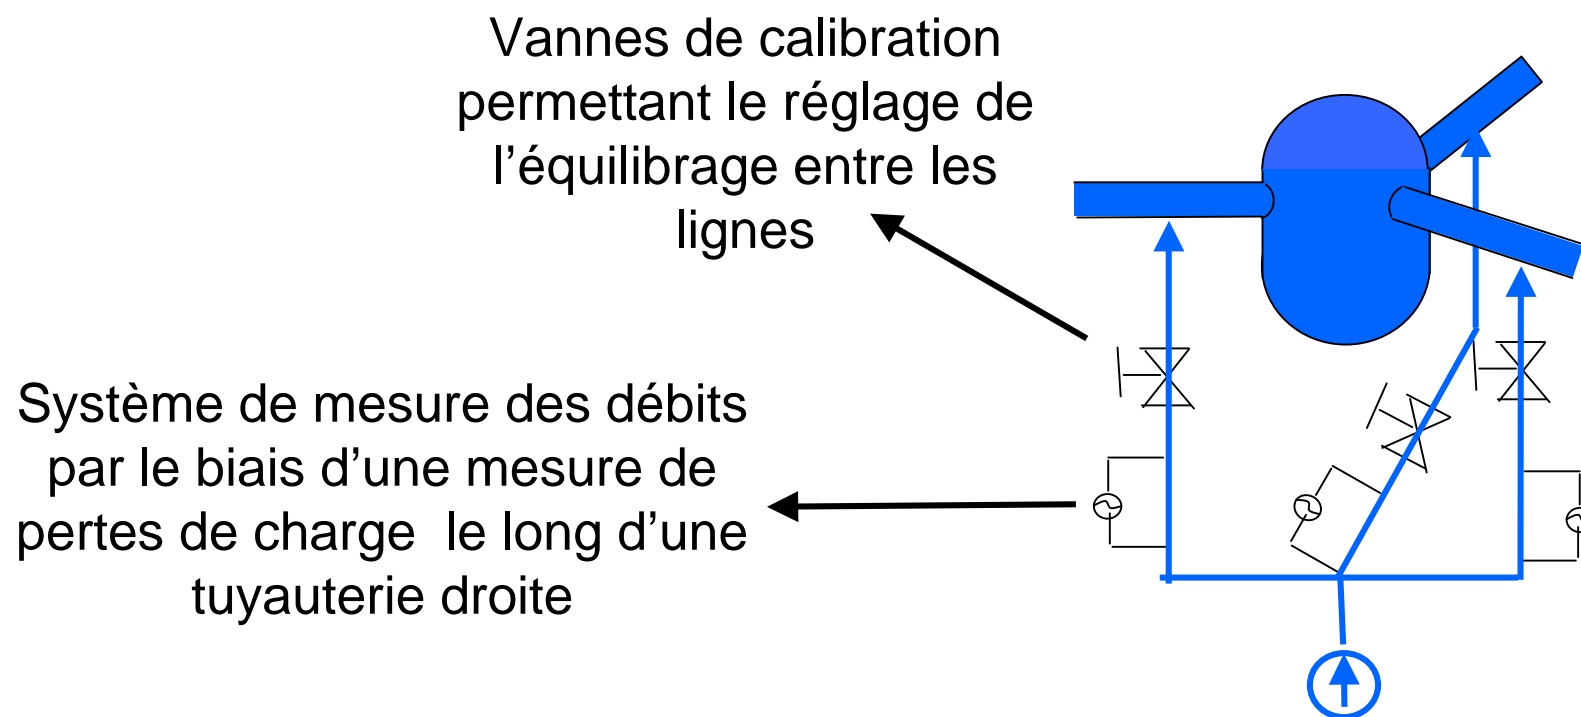 Vannes de calibration
permettant le réglage de
l’équilibrage entre les
lignes
Système de mesure des débits
par le biais d’une mesure de
pertes de charge  le long d’une
tuyauterie droite